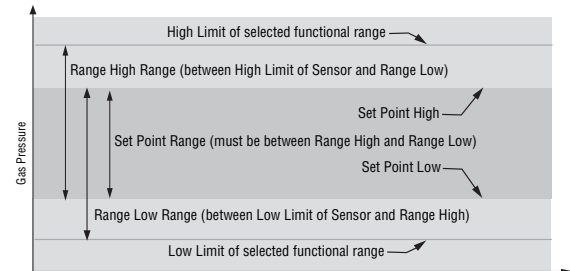 High Limit of selected functional range
Range High Range (between High Limit of Sensor and Range Low)
Set Point High
Set Point Range (must be between Range High and Range Low)
Set Point Low
Range Low Range (between Low Limit of Sensor and Range High)
Low Limit of selected functional range
Gas Pressure